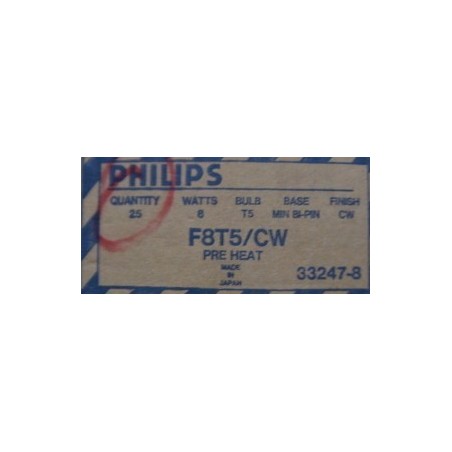 PHILIPS
QUANTITY WATTS BULB BASE FINISH
25 8 T5 MIN BI-PIN CW
F8T5/CW
PRE HEAT
MADE
IN
JAPAN
33247-8